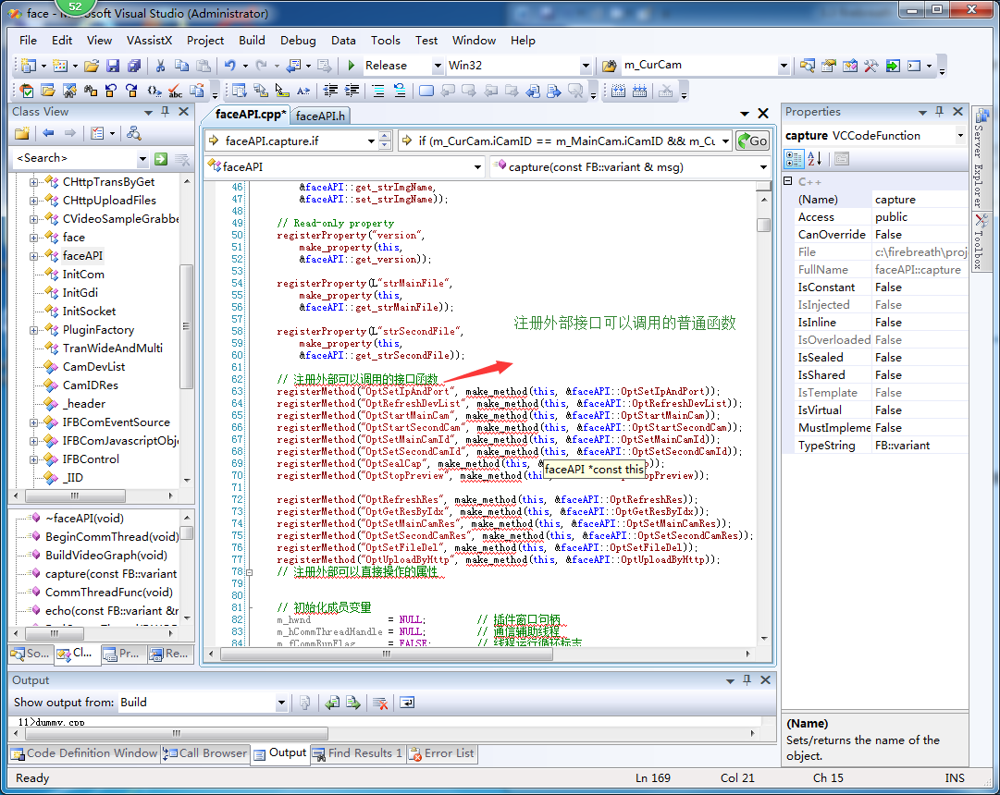 52
face - Microsoft Visual Studio (Administrator)
File Edit View VAssistX Project Build Debug Data Tools Test Window Help
Release Win32 m_CurCam
Class View
<Search>
CHttpTransByGet
CHttpUploadFiles
CVideoSampleGrabbe
face
faceAPI
InitCom
InitGdi
InitSocket
PluginFactory
TranWideAndMulti
CamDevList
CamIDRes
_header
IFBComEventSource
IFBComJavascriptObje
IFBControl
_IID
~faceAPI(void)
BeginCommThread(void)
BuildVideoGraph(void)
capture(const FB::variant
CommThreadFunc(void)
echo(const FB::variant &r
So... Cl... Pr... Re...
faceAPI.cpp* faceAPI.h
faceAPI.capture.if if (m_CurCam.iCamID == m_MainCam.iCamID && m_Cu Go
faceAPI capture(const FB::variant & msg)
46 &faceAPI::get_strImgName,
47 &faceAPI::set_strImgName));
48
49 // Read-only property
50 registerProperty("version",
51 make_property(this,
52 &faceAPI::get_version));
53
54 registerProperty(L"strMainFile",
55 make_property(this,
56 &faceAPI::get_strMainFile));
57
58 registerProperty(L"strSecondFile",
59 make_property(this,
60 &faceAPI::get_strSecondFile));
61
注册外部接口可以调用的普通函数
62 // 注册外部可以调用的接口函数
63 registerMethod("OptSetIpAndPort", make_method(this, &faceAPI::OptSetIpAndPort));
64 registerMethod("OptRefreshDevList", make_method(this, &faceAPI::OptRefreshDevList));
65 registerMethod("OptStartMainCam", make_method(this, &faceAPI::OptStartMainCam));
66 registerMethod("OptStartSecondCam", make_method(this, &faceAPI::OptStartSecondCam));
67 registerMethod("OptSetMainCamId", make_method(this, &faceAPI::OptSetMainCamId));
68 registerMethod("OptSetSecondCamId", make_method(this, &faceAPI::OptSetSecondCamId));
69 registerMethod("OptSealCap", make_method(this, &f ));
faceAPI *const this
70 registerMethod("OptStopPreview", make_method(thi opPreview));
71
72 registerMethod("OptRefreshRes", make_method(this, &faceAPI::OptRefreshRes));
73 registerMethod("OptGetResByIdx", make_method(this, &faceAPI::OptGetResByIdx));
74 registerMethod("OptSetMainCamRes", make_method(this, &faceAPI::OptSetMainCamRes));
75 registerMethod("OptSetSecondCamRes", make_method(this, &faceAPI::OptSetSecondCamRes));
76 registerMethod("OptSetFileDel", make_method(this, &faceAPI::OptSetFileDel));
77 registerMethod("OptUploadByHttp", make_method(this, &faceAPI::OptUploadByHttp));
78 // 注册外部可以直接操作的属性
79
80
81 // 初始化成员变量
82 m_hwnd = NULL; // 插件窗口句柄
83 m_hCommThreadHandle = NULL; // 通信辅助线程
84 m_fCommRunFlag = FALSE; // 线程运行循环标志
Properties
capture VCCodeFunction
C++
(Name) capture
Access public
CanOverride False
File c:\firebreath\proj
FullName faceAPI::capture
IsConstant False
IsInjected False
IsInline False
IsOverloaded False
IsSealed False
IsShared False
IsTemplate False
IsVirtual False
MustImpleme False
TypeString FB::variant
(Name)
Sets/returns the name of the
object.
Server Explorer
Toolbox
Output
Show output from: Build
11>dummy.cpp
Code Definition Window Call Browser Output Find Results 1 Error List
Ready Ln 169 Col 21 Ch 15 INS